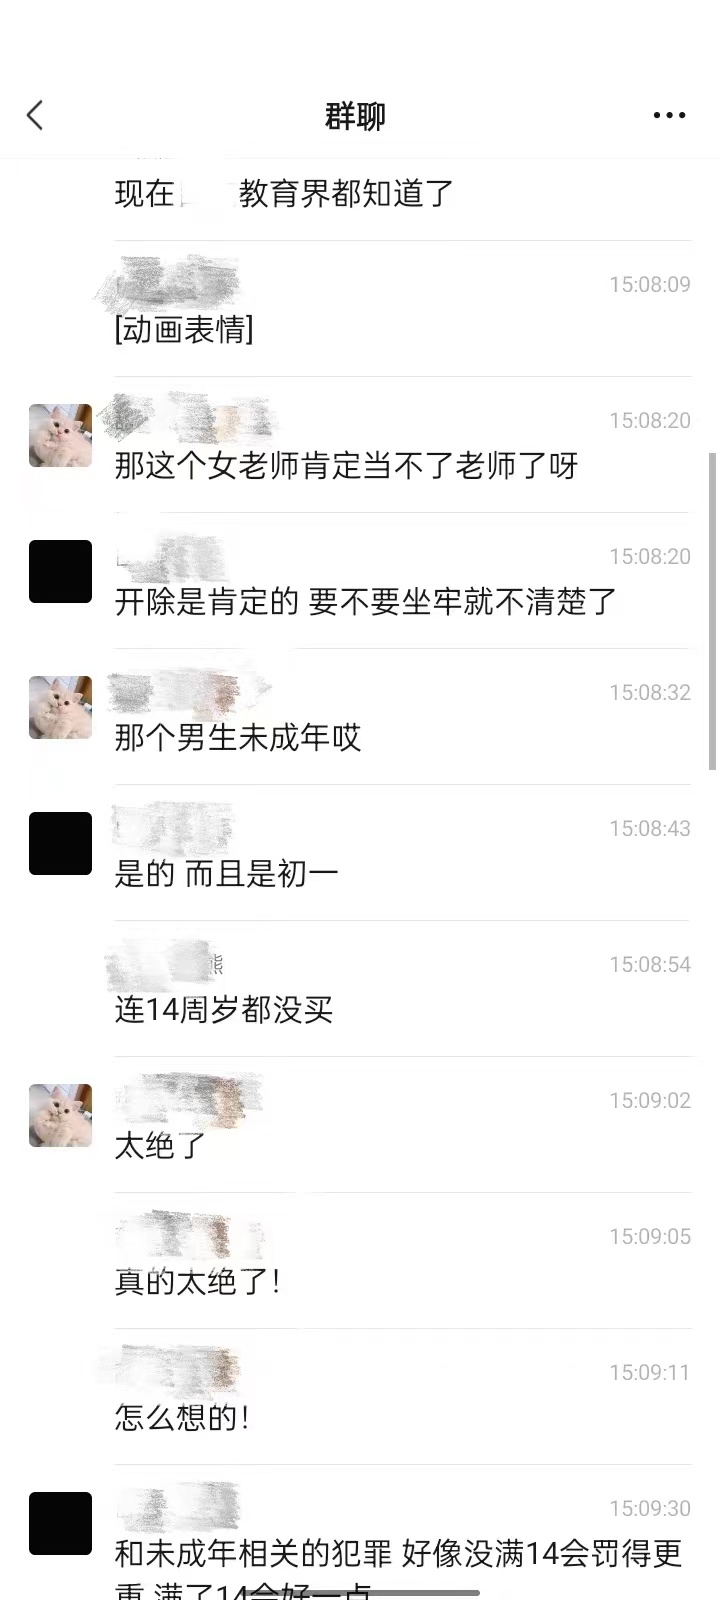 群聊
现在 教育界都知道了
15:08:09
[动画表情]
15:08:20
那这个女老师肯定当不了老师了呀
15:08:20
开除是肯定的 要不要坐牢就不清楚了
15:08:32
那个男生未成年哎
15:08:43
是的 而且是初一
熊
15:08:54
连14周岁都没买
15:09:02
太绝了
15:09:05
真的太绝了!
15:09:11
怎么想的!
15:09:30
和未成年相关的犯罪 好像没满14会罚得更
重 满了14会好一点